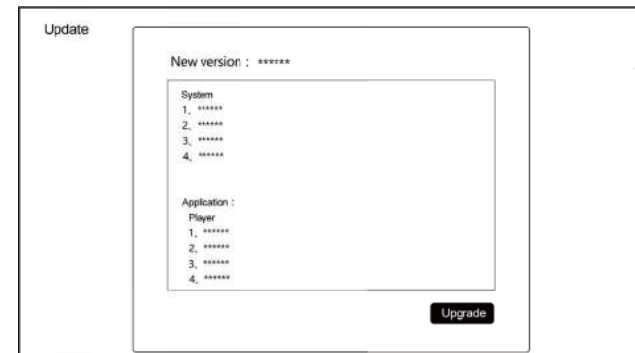 Update
New version : ******
System
1、******
2、******
3、******
4、******
Application :
Player
1、******
2、******
3、******
4、******
Upgrade